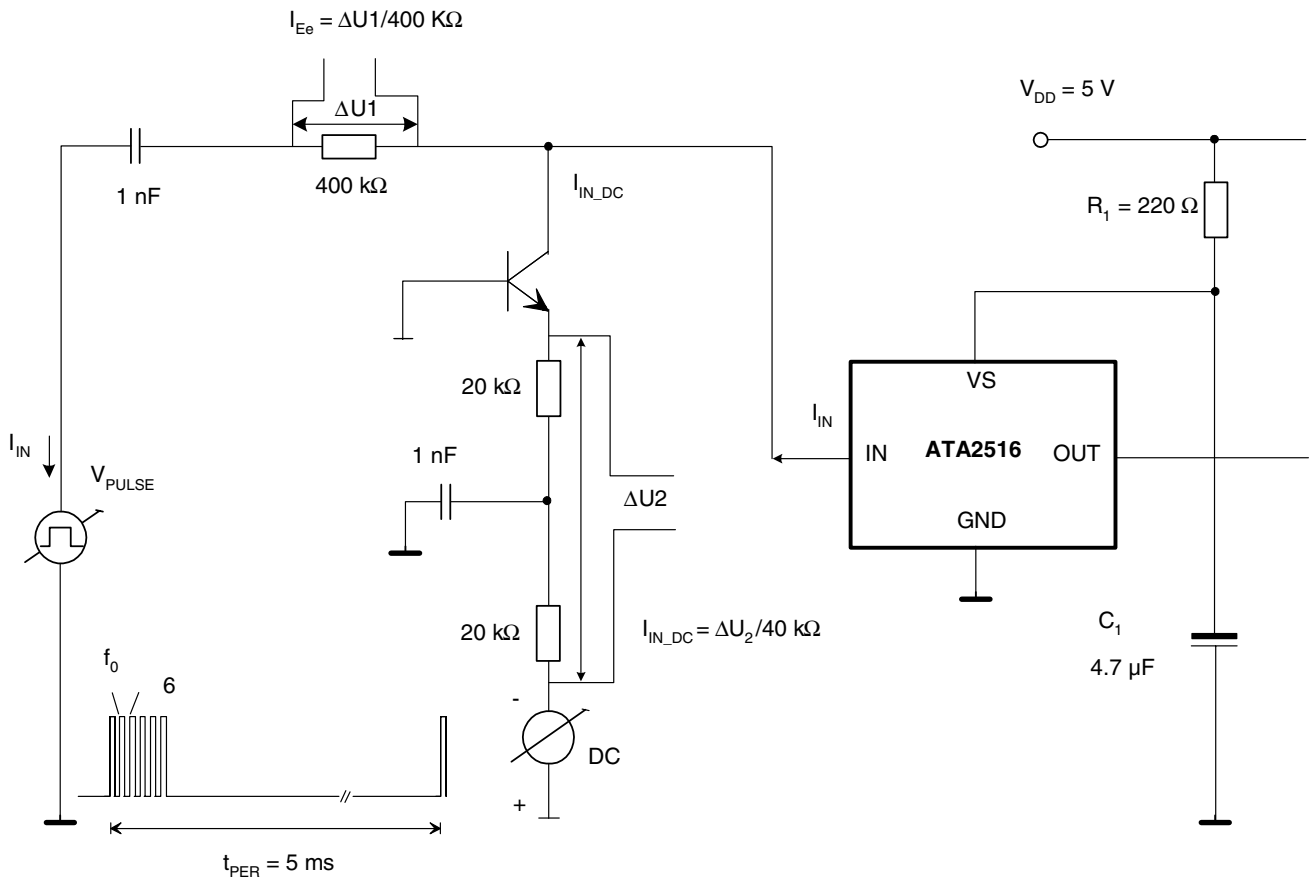 I_Ee = ΔU1/400 KΩ
V_DD = 5 V
ΔU1
1 nF
400 kΩ
I_IN_DC
R_1 = 220 Ω
20 kΩ
VS
I_IN
IN
ATA2516
OUT
I_IN
V_PULSE
1 nF
ΔU2
GND
20 kΩ
I_IN_DC = ΔU_2/40 kΩ
C_1
4.7 µF
f_0
6
-
DC
+
//
t_PER = 5 ms